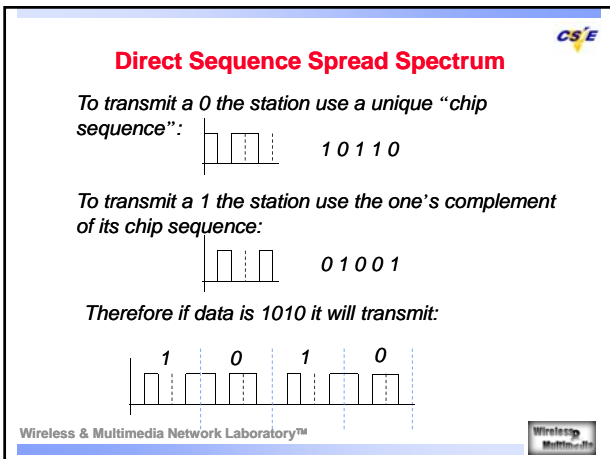 CS/E
Direct Sequence Spread Spectrum
To transmit a 0 the station use a unique “chip
sequence”:
1 0 1 1 0
To transmit a 1 the station use the one’s complement
of its chip sequence:
0 1 0 0 1
Therefore if data is 1010 it will transmit:
1 0 1 0
Wireless & Multimedia Network Laboratory™
Wireless
Multimedia